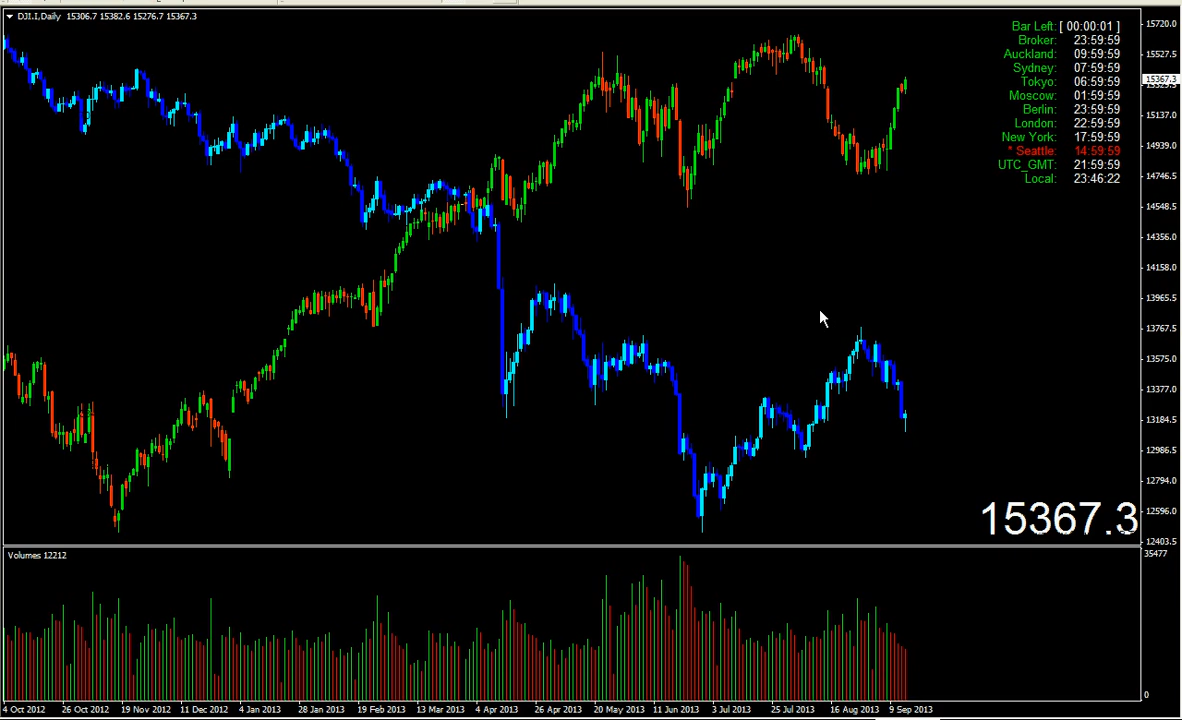 DJ1.I,Daily 15306.7 15382.6 15276.7 15367.3
Bar Left: [ 00:00:01 ]
Broker: 23:59:59
Auckland: 09:59:59
Sydney: 07:59:59
Tokyo: 06:59:59
Moscow: 01:59:59
Berlin: 23:59:59
London: 22:59:59
New York: 17:59:59
* Seattle: 14:59:59
UTC_GMT: 21:59:59
Local: 23:46:22
15720.0
15527.5
15367.3
15137.0
14939.0
14746.5
14548.5
14356.0
14158.0
13965.5
13767.5
13575.0
13377.0
13184.5
12986.5
12794.0
12596.0
12403.5
15367.3
Volumes 12212
35477
0
4 Oct 2012 26 Oct 2012 19 Nov 2012 11 Dec 2012 4 Jan 2013 28 Jan 2013 19 Feb 2013 13 Mar 2013 4 Apr 2013 26 Apr 2013 20 May 2013 11 Jun 2013 3 Jul 2013 25 Jul 2013 16 Aug 2013 9 Sep 2013